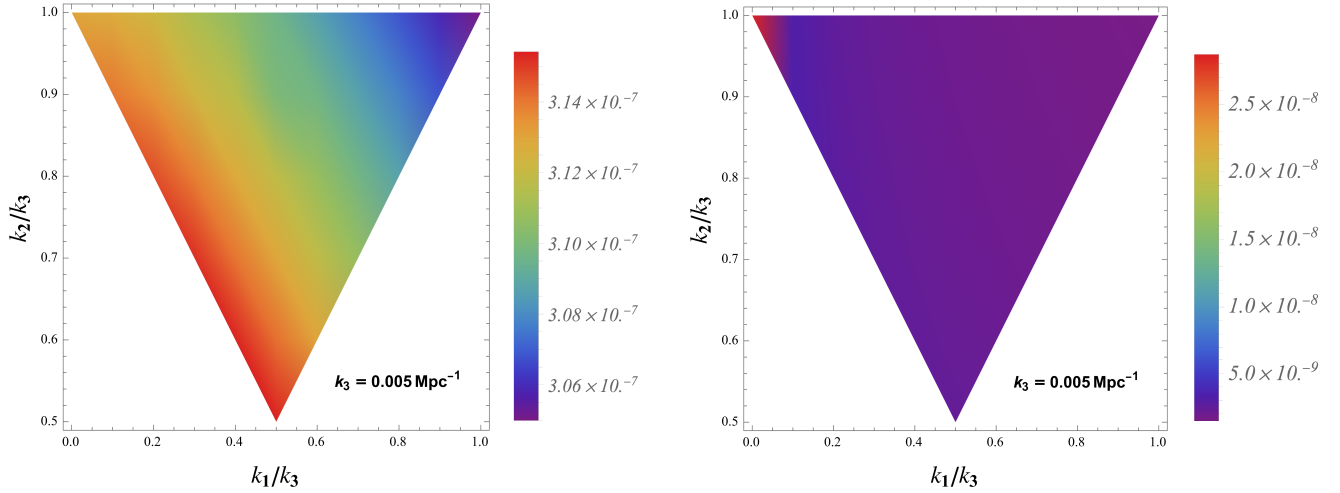 1.0
0.9
0.8
0.7
0.6
0.5
k₂/k₃
0.0 0.2 0.4 0.6 0.8 1.0
k₁/k₃
k₃ = 0.005 Mpc⁻¹
3.14×10.⁻⁷
3.12×10.⁻⁷
3.10×10.⁻⁷
3.08×10.⁻⁷
3.06×10.⁻⁷
1.0
0.9
0.8
0.7
0.6
0.5
k₂/k₃
0.0 0.2 0.4 0.6 0.8 1.0
k₁/k₃
k₃ = 0.005 Mpc⁻¹
2.5×10.⁻⁸
2.0×10.⁻⁸
1.5×10.⁻⁸
1.0×10.⁻⁸
5.0×10.⁻⁹